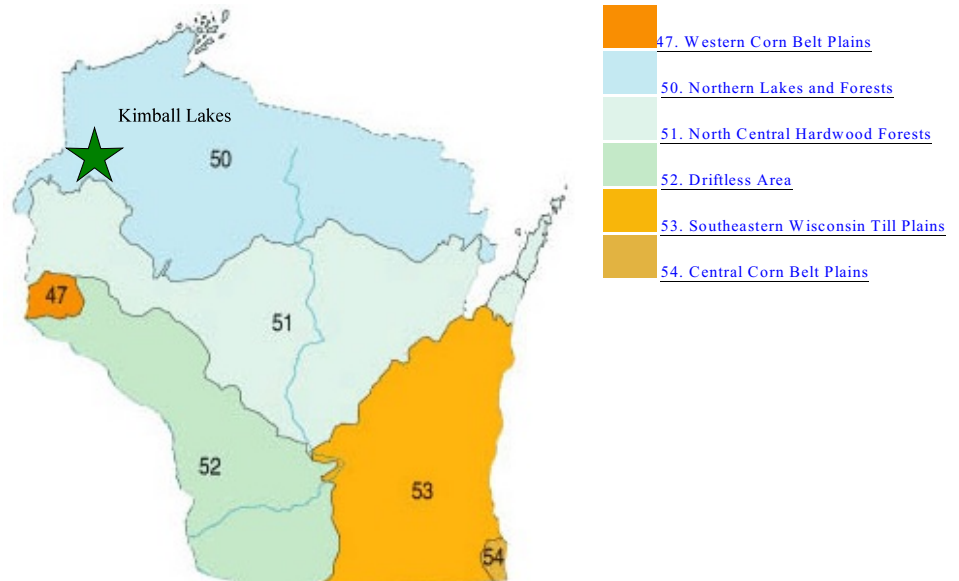 Kimball Lakes
50
47
51
52
53
54
47. Western Corn Belt Plains
50. Northern Lakes and Forests
51. North Central Hardwood Forests
52. Driftless Area
53. Southeastern Wisconsin Till Plains
54. Central Corn Belt Plains